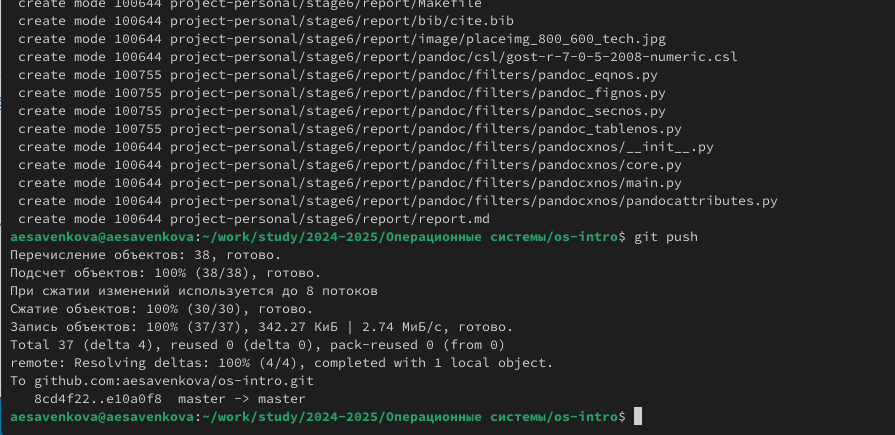 create mode 100644 project-personal/stage6/report/Makefile
create mode 100644 project-personal/stage6/report/bib/cite.bib
create mode 100644 project-personal/stage6/report/image/placeimg_800_600_tech.jpg
create mode 100644 project-personal/stage6/report/pandoc/csl/gost-r-7-0-5-2008-numeric.csl
create mode 100755 project-personal/stage6/report/pandoc/filters/pandoc_eqnos.py
create mode 100755 project-personal/stage6/report/pandoc/filters/pandoc_fignos.py
create mode 100755 project-personal/stage6/report/pandoc/filters/pandoc_secnos.py
create mode 100755 project-personal/stage6/report/pandoc/filters/pandoc_tablenos.py
create mode 100644 project-personal/stage6/report/pandoc/filters/pandocxnos/__init__.py
create mode 100644 project-personal/stage6/report/pandoc/filters/pandocxnos/core.py
create mode 100644 project-personal/stage6/report/pandoc/filters/pandocxnos/main.py
create mode 100644 project-personal/stage6/report/pandoc/filters/pandocxnos/pandocattributes.py
create mode 100644 project-personal/stage6/report/report.md
aesavenkova@aesavenkova:~/work/study/2024-2025/Операционные системы/os-intro$ git push
Перечисление объектов: 38, готово.
Подсчет объектов: 100% (38/38), готово.
При сжатии изменений используется до 8 потоков
Сжатие объектов: 100% (30/30), готово.
Запись объектов: 100% (37/37), 342.27 КиБ | 2.74 МиБ/с, готово.
Total 37 (delta 4), reused 0 (delta 0), pack-reused 0 (from 0)
remote: Resolving deltas: 100% (4/4), completed with 1 local object.
To github.com:aesavenkova/os-intro.git
8cd4f22..e10a0f8  master -> master
aesavenkova@aesavenkova:~/work/study/2024-2025/Операционные системы/os-intro$